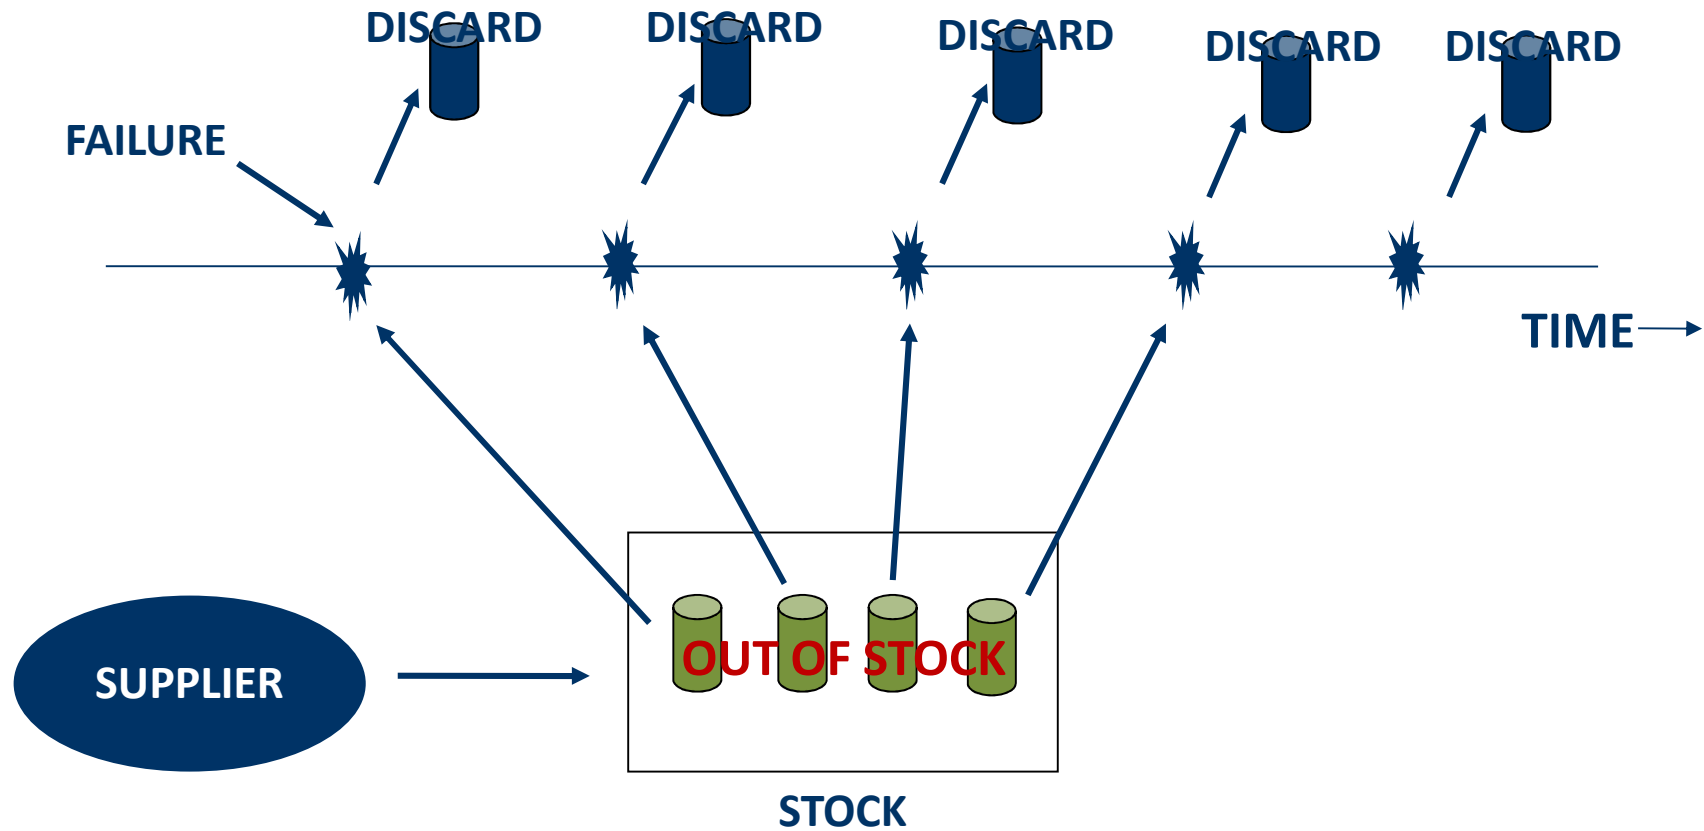 DISCARD
DISCARD
DISCARD
DISCARD
DISCARD
FAILURE
TIME
OUT OF STOCK
SUPPLIER
STOCK